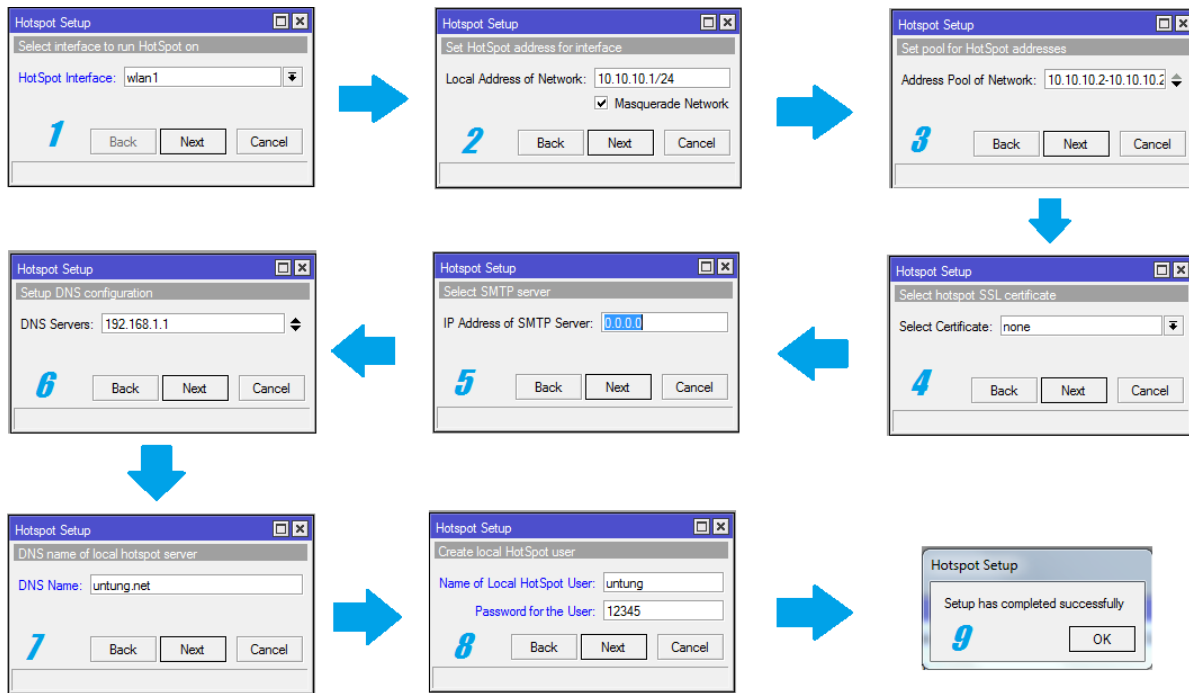 Hotspot Setup
Select interface to run HotSpot on
HotSpot Interface: wlan1
1
Back Next Cancel
Hotspot Setup
Set HotSpot address for interface
Local Address of Network: 10.10.10.1/24
Masquerade Network
2
Back Next Cancel
Hotspot Setup
Set pool for HotSpot addresses
Address Pool of Network: 10.10.10.2-10.10.10.2
3
Back Next Cancel
Hotspot Setup
Select hotspot SSL certificate
Select Certificate: none
4
Back Next Cancel
Hotspot Setup
Select SMTP server
IP Address of SMTP Server: 0.0.0.0
5
Back Next Cancel
Hotspot Setup
Setup DNS configuration
DNS Servers: 192.168.1.1
6
Back Next Cancel
Hotspot Setup
DNS name of local hotspot server
DNS Name: untung.net
7
Back Next Cancel
Hotspot Setup
Create local HotSpot user
Name of Local HotSpot User: untung
Password for the User: 12345
8
Back Next Cancel
Hotspot Setup
Setup has completed successfully
9
OK